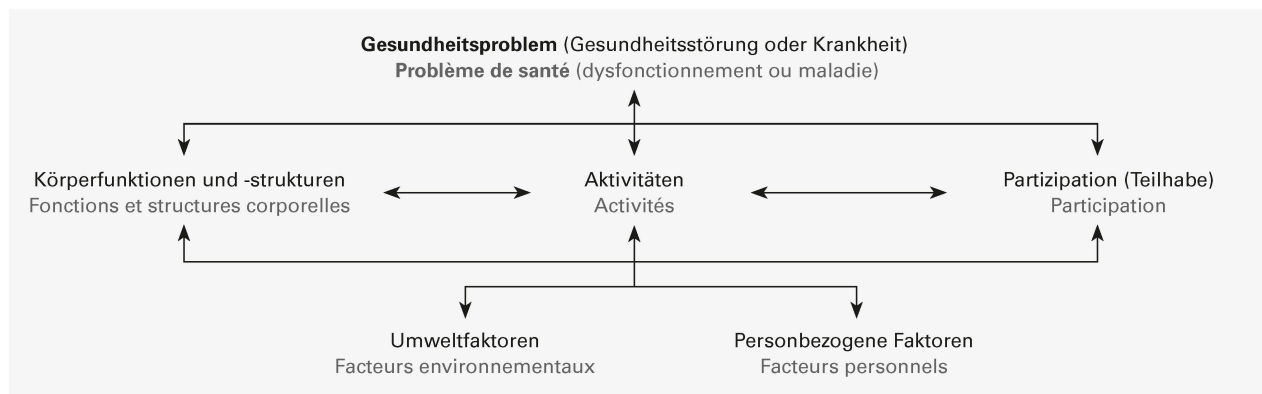 Gesundheitsproblem (Gesundheitsstörung oder Krankheit)
Problème de santé (dysfonctionnement ou maladie)
Körperfunktionen und -strukturen
Fonctions et structures corporelles
Aktivitäten
Activités
Partizipation (Teilhabe)
Participation
Umweltfaktoren
Facteurs environnementaux
Personbezogene Faktoren
Facteurs personnels